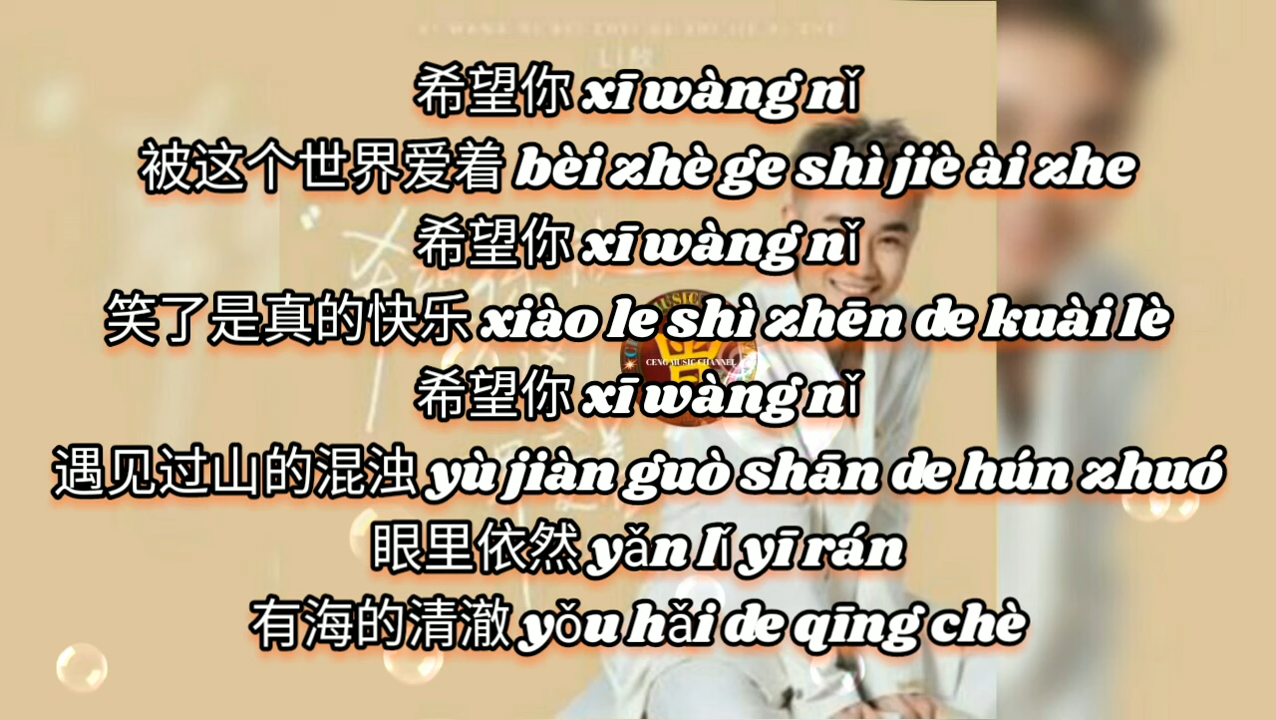 希望你 xī wàng nǐ
被这个世界爱着 bèi zhè ge shì jiè ài zhe
希望你 xī wàng nǐ
笑了是真的快乐 xiào le shì zhēn de kuài lè
CENG MUSIC CHANNEL
希望你 xī wàng nǐ
遇见过山的混浊 yù jiàn guò shān de hún zhuó
眼里依然 yǎn lǐ yī rán
有海的清澈 yǒu hǎi de qīng chè